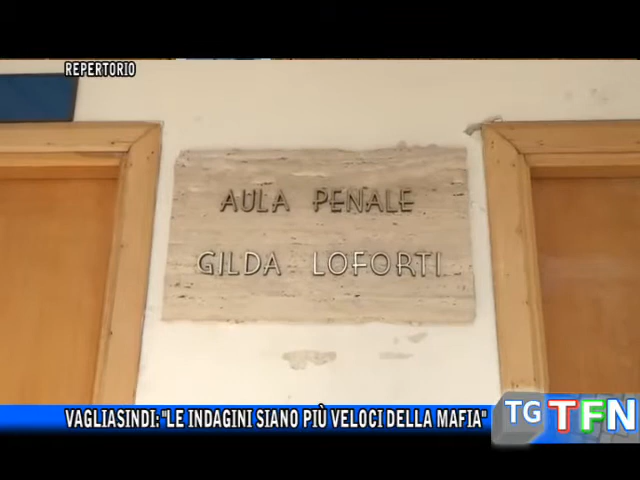 REPERTORIO
AULA PENALE
GILDA LOFORTI
VAGLIASINDI: "LE INDAGINI SIANO PIÙ VELOCI DELLA MAFIA"
TG TFN